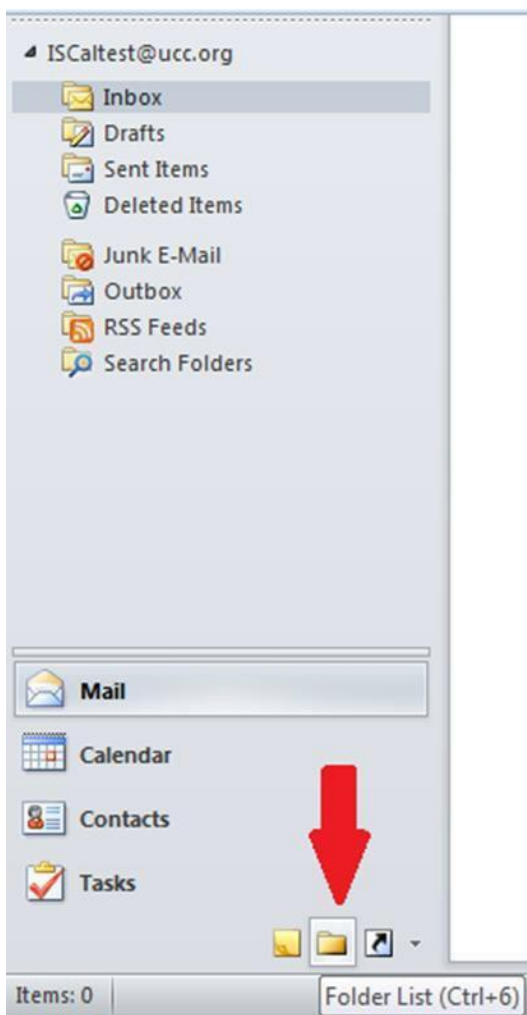 ISCaltest@ucc.org
Inbox
Drafts
Sent Items
Deleted Items
Junk E-Mail
Outbox
RSS Feeds
Search Folders
Mail
Calendar
Contacts
Tasks
Items: 0
Folder List (Ctrl+6)